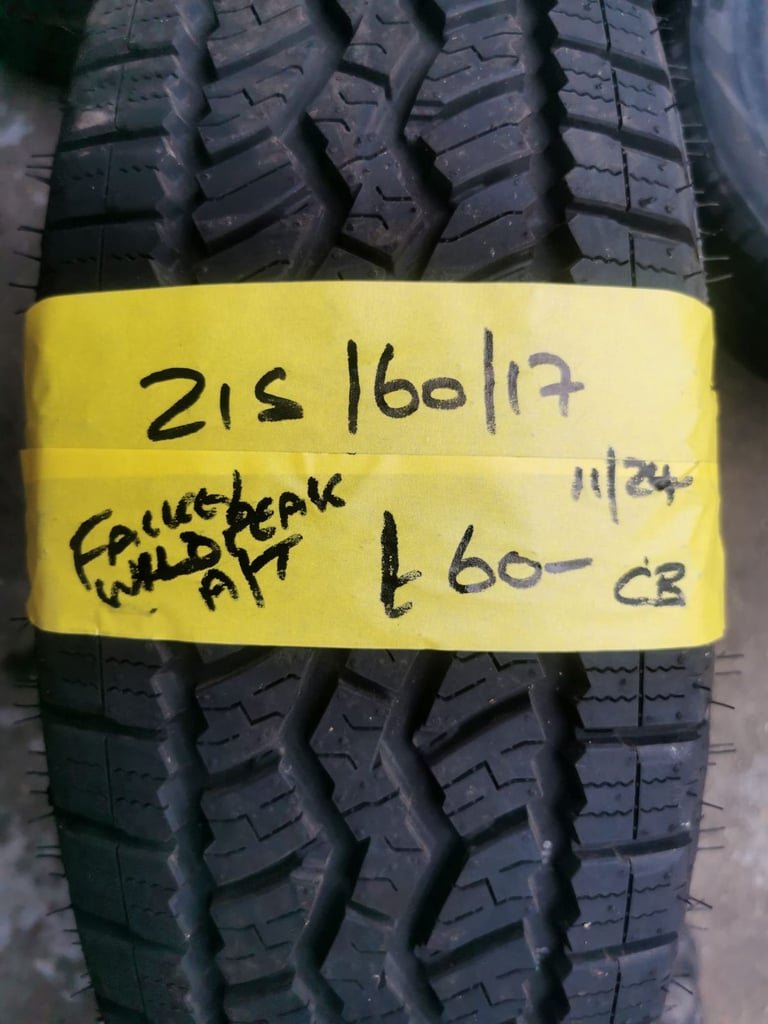 215/60/17
11/24
FALKEN
WILDPEAK
A/T
£60-
CB